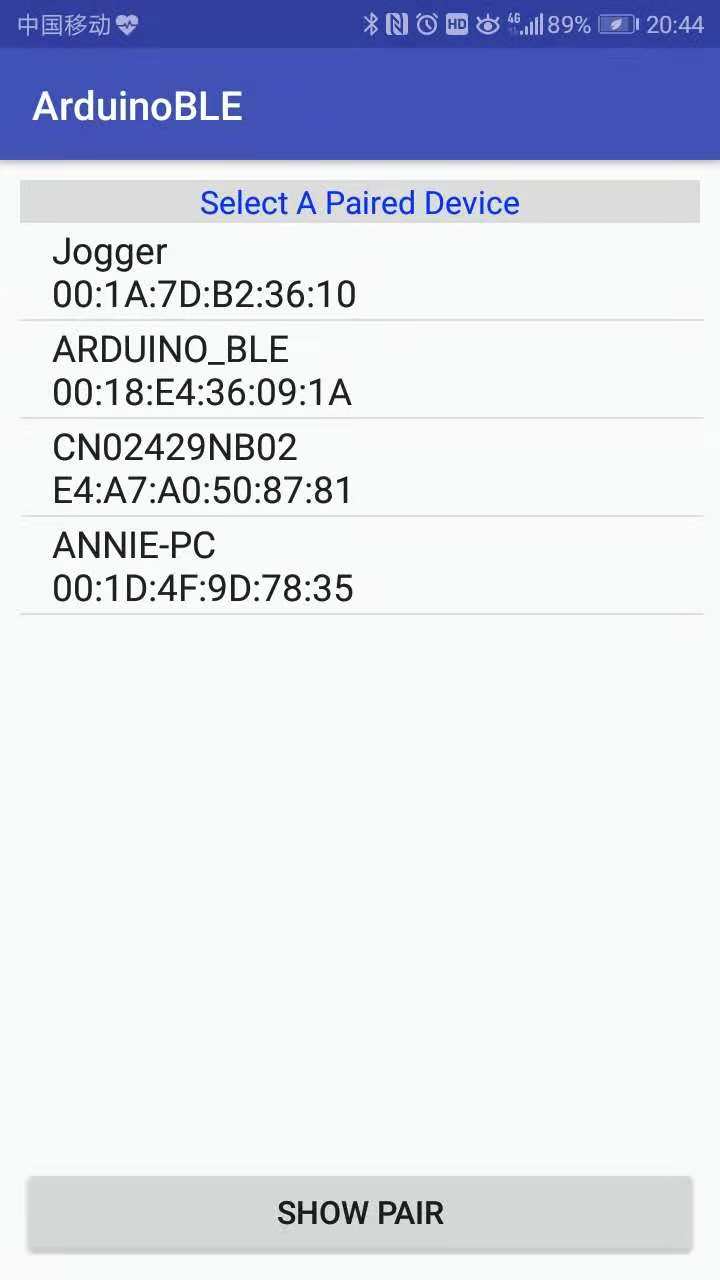 中国移动
HD 4G 89% 20:44
ArduinoBLE
Select A Paired Device
Jogger
00:1A:7D:B2:36:10
ARDUINO_BLE
00:18:E4:36:09:1A
CN02429NB02
E4:A7:A0:50:87:81
ANNIE-PC
00:1D:4F:9D:78:35
SHOW PAIR